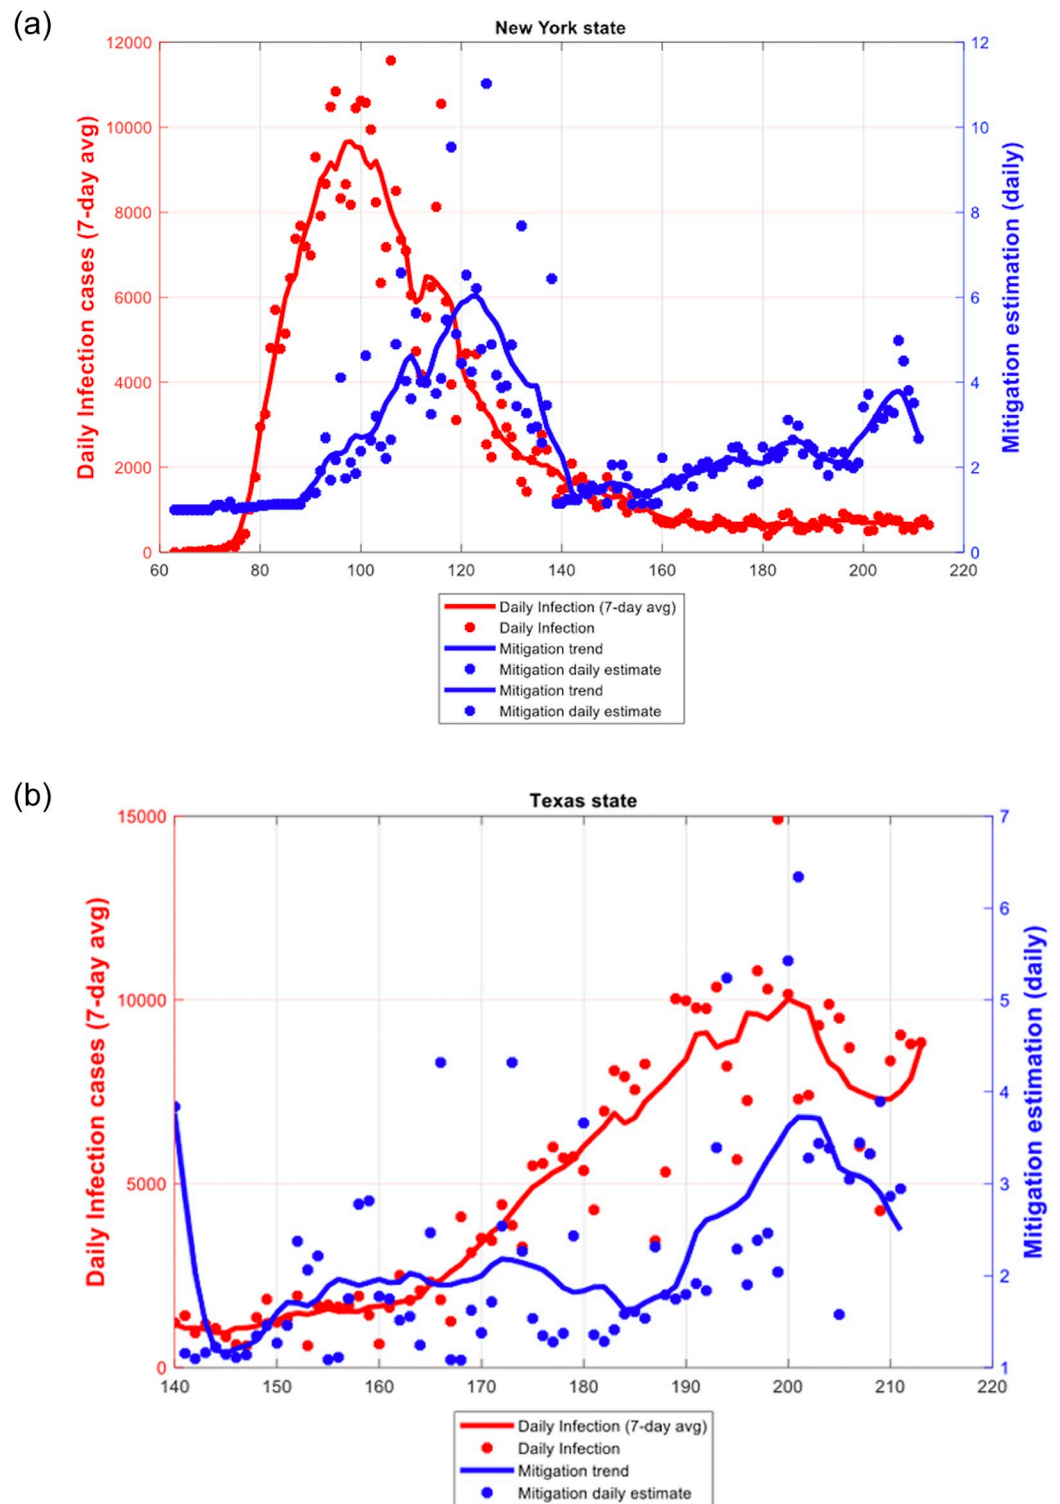 (a)
New York state
Daily Infection cases (7-day avg)
12000
10000
8000
6000
4000
2000
0
12
10
8
6
4
2
0
Mitigation estimation (daily)
60 80 100 120 140 160 180 200 220
Daily Infection (7-day avg)
Daily Infection
Mitigation trend
Mitigation daily estimate
Mitigation trend
Mitigation daily estimate
(b)
Texas state
Daily Infection cases (7-day avg)
15000
10000
5000
0
7
6
5
4
3
2
1
Mitigation estimation (daily)
140 150 160 170 180 190 200 210 220
Daily Infection (7-day avg)
Daily Infection
Mitigation trend
Mitigation daily estimate